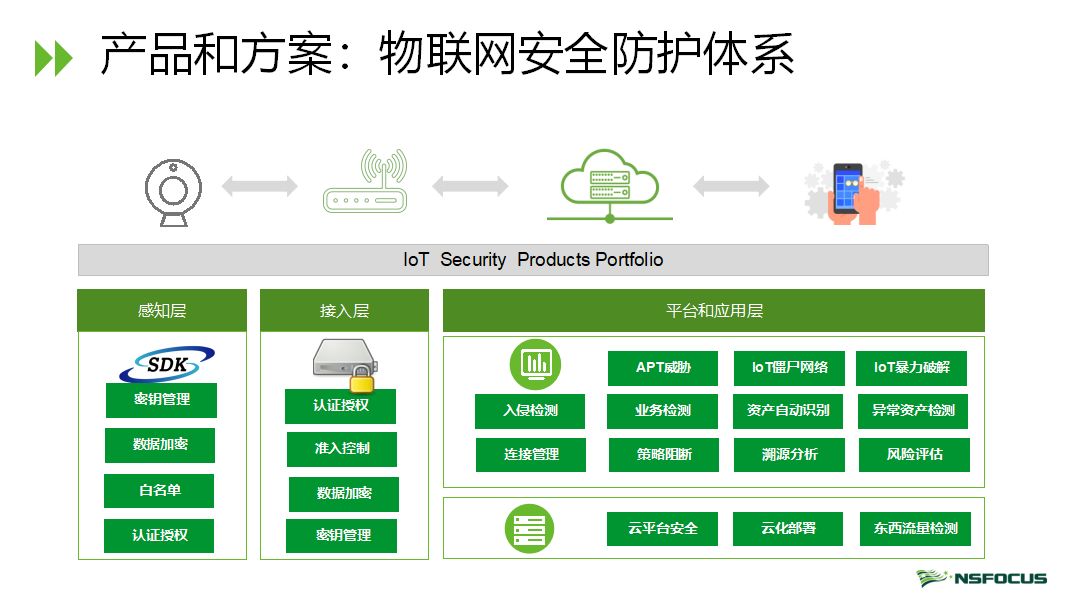 产品和方案：物联网安全防护体系
IoT Security Products Portfolio
感知层
接入层
平台和应用层
SDK
密钥管理
数据加密
白名单
认证授权
认证授权
准入控制
数据加密
密钥管理
APT威胁
IoT僵尸网络
IoT暴力破解
入侵检测
业务检测
资产自动识别
异常资产检测
连接管理
策略阻断
溯源分析
风险评估
云平台安全
云化部署
东西流量检测
NSFOCUS